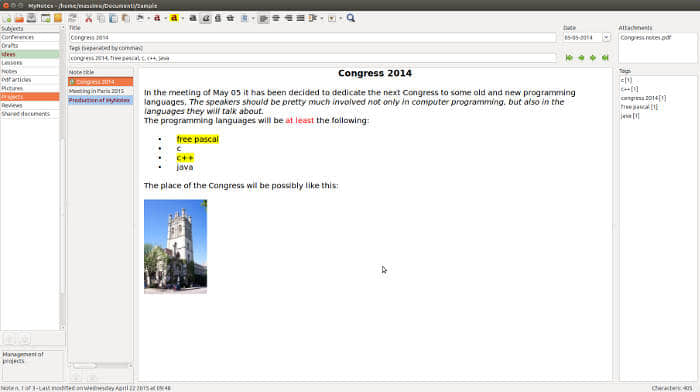 MyNotes - /home/massimo/Documenti/Sample
Subjects
Conferences
Drafts
Ideas
Lessons
Notes
Pdf articles
Pictures
Projects
Reviews
Shared documents
Management of
projects.
Title
Congress 2014
Tags (separated by commas)
congress 2014, free pascal, c, c++, java
Date
05-05-2014
Note title
Congress 2014
Meeting in Paris 2015
Production of MyNotes
Congress 2014
In the meeting of May 05 it has been decided to dedicate the next Congress to some old and new programming
languages. The speakers should be pretty much involved not only in computer programming, but also in the
languages they will talk about.
The programming languages will be at least the following:
• free pascal
• c
• c++
• java
The place of the Congress will be possibly like this:
Attachments
Congress notes.pdf
Tags
c [1]
c++ [1]
congress 2014 [1]
free pascal [1]
java [1]
Note n. 1 of 3 - Last modified on Wednesday April 22 2015 at 09:48
Characters: 405